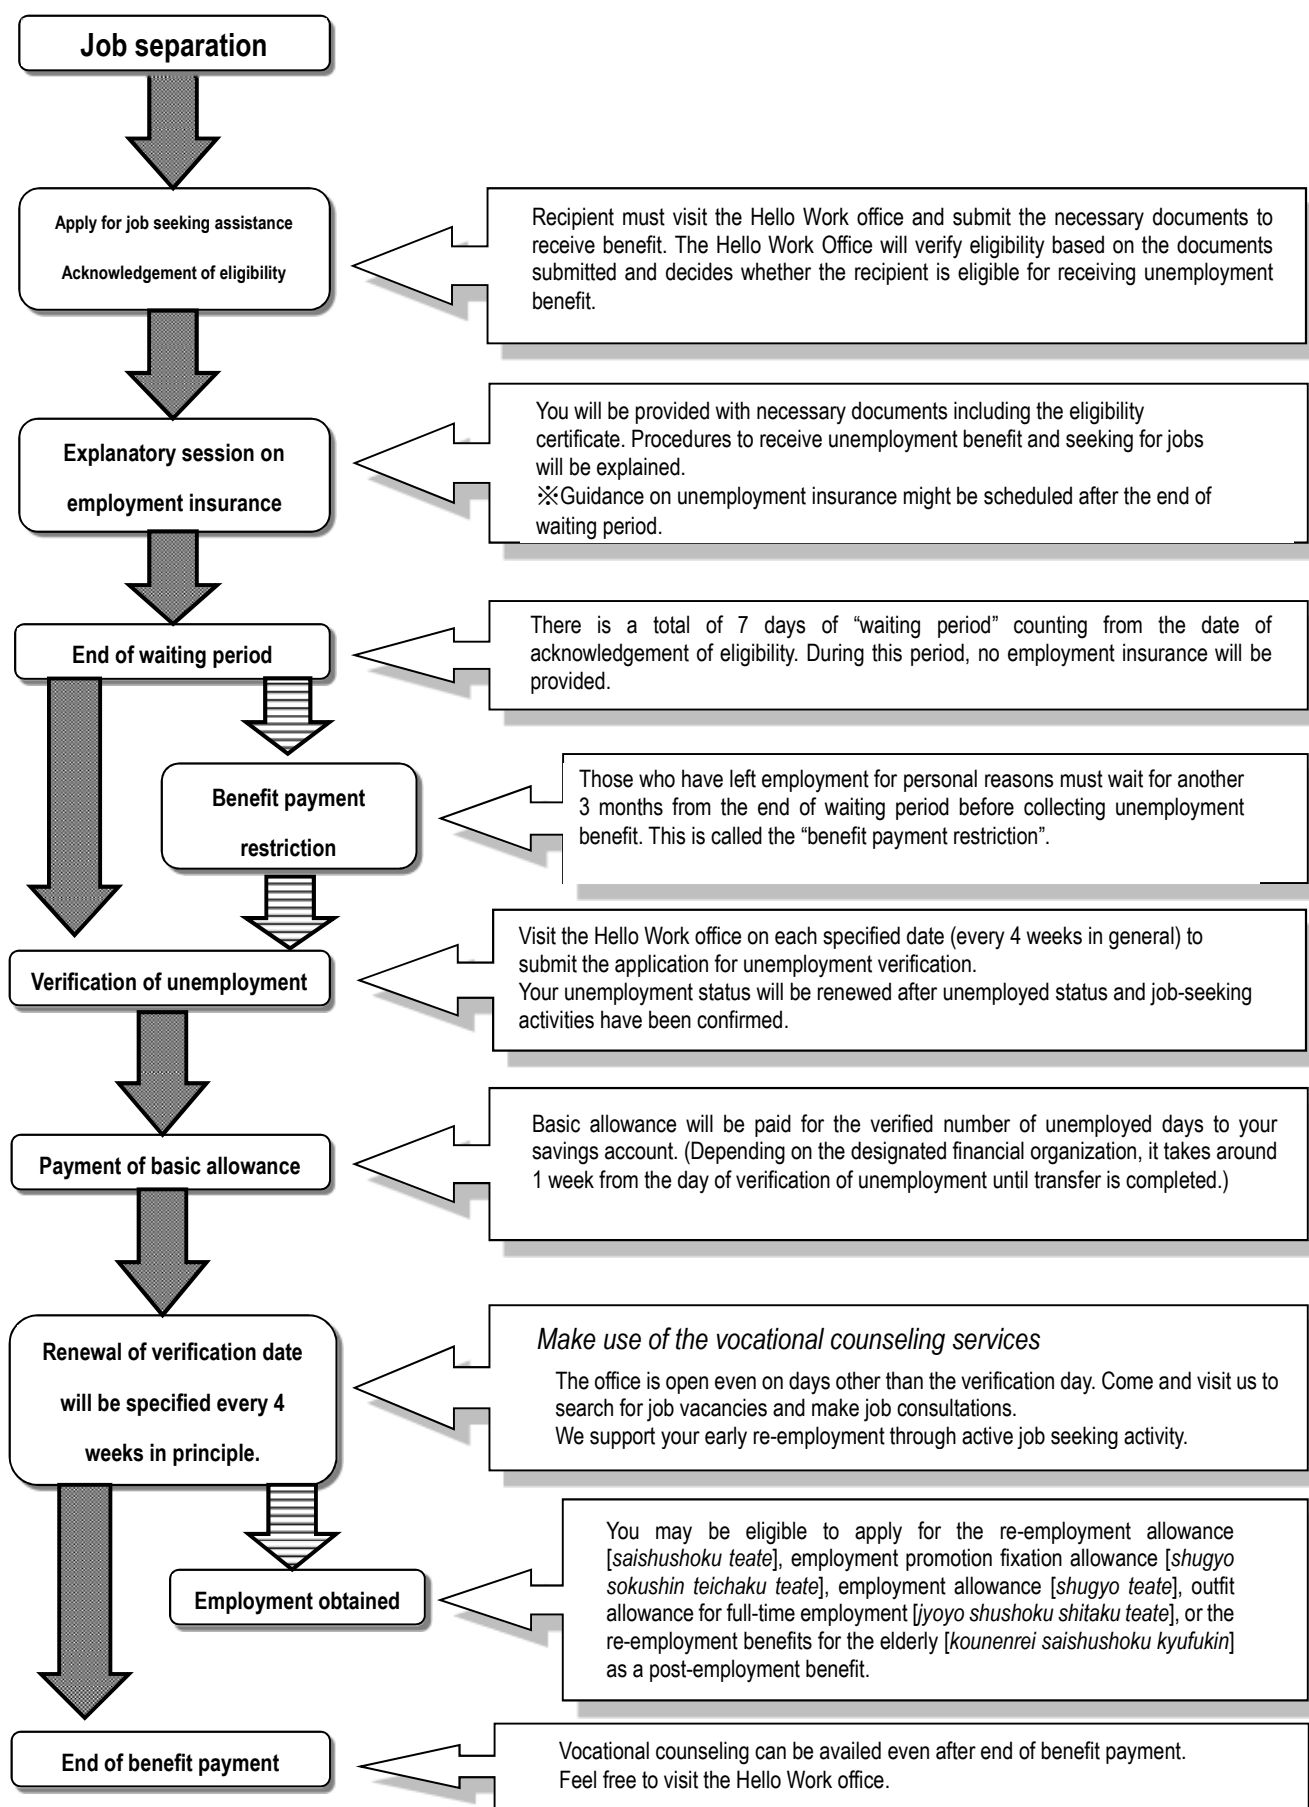 Job separation
Apply for job seeking assistance
Acknowledgement of eligibility
Recipient must visit the Hello Work office and submit the necessary documents to
receive benefit. The Hello Work Office will verify eligibility based on the documents
submitted and decides whether the recipient is eligible for receiving unemployment
benefit.
Explanatory session on
employment insurance
You will be provided with necessary documents including the eligibility
certificate. Procedures to receive unemployment benefit and seeking for jobs
will be explained.
※Guidance on unemployment insurance might be scheduled after the end of
waiting period.
End of waiting period
There is a total of 7 days of “waiting period” counting from the date of
acknowledgement of eligibility. During this period, no employment insurance will be
provided.
Benefit payment
restriction
Those who have left employment for personal reasons must wait for another
3 months from the end of waiting period before collecting unemployment
benefit. This is called the “benefit payment restriction”.
Verification of unemployment
Visit the Hello Work office on each specified date (every 4 weeks in general) to
submit the application for unemployment verification.
Your unemployment status will be renewed after unemployed status and job-seeking
activities have been confirmed.
Payment of basic allowance
Basic allowance will be paid for the verified number of unemployed days to your
savings account. (Depending on the designated financial organization, it takes around
1 week from the day of verification of unemployment until transfer is completed.)
Renewal of verification date
will be specified every 4
weeks in principle.
Make use of the vocational counseling services
The office is open even on days other than the verification day. Come and visit us to
search for job vacancies and make job consultations.
We support your early re-employment through active job seeking activity.
Employment obtained
You may be eligible to apply for the re-employment allowance
[saishushoku teate], employment promotion fixation allowance [shugyo
sokushin teichaku teate], employment allowance [shugyo teate], outfit
allowance for full-time employment [jyoyo shushoku shitaku teate], or the
re-employment benefits for the elderly [kounenrei saishushoku kyufukin]
as a post-employment benefit.
End of benefit payment
Vocational counseling can be availed even after end of benefit payment.
Feel free to visit the Hello Work office.